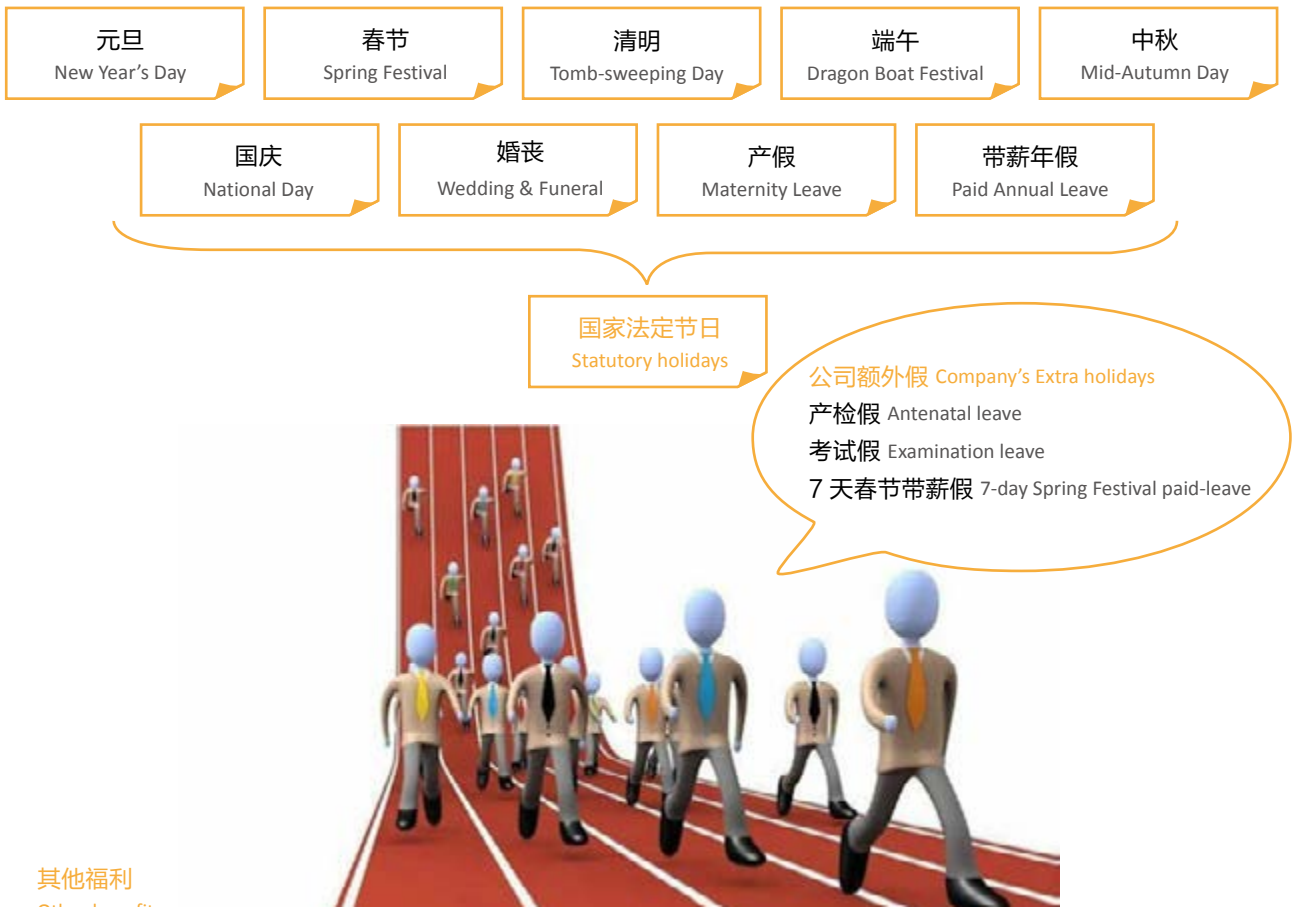 元旦
New Year's Day
春节
Spring Festival
清明
Tomb-sweeping Day
端午
Dragon Boat Festival
中秋
Mid-Autumn Day
国庆
National Day
婚丧
Wedding & Funeral
产假
Maternity Leave
带薪年假
Paid Annual Leave
国家法定节日
Statutory holidays
公司额外假 Company's Extra holidays
产检假 Antenatal leave
考试假 Examination leave
7 天春节带薪假 7-day Spring Festival paid-leave
其他福利